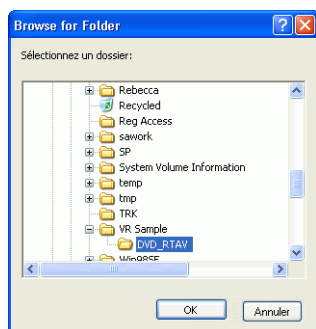 Browse for Folder
Sélectionnez un dossier:
Rebecca
Recycled
Reg Access
sawork
SP
System Volume Information
temp
tmp
TRK
VR Sample
DVD_RTAV
Win98SE
OK Annuler